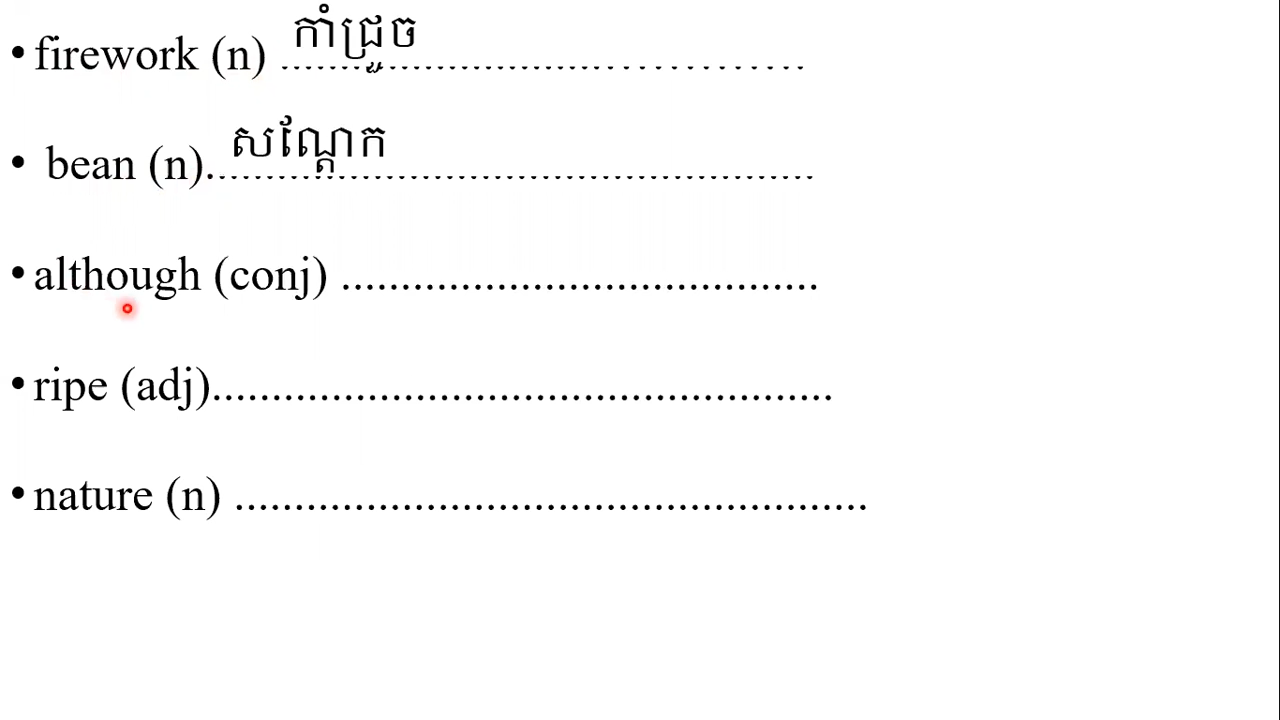 • firework (n) កាំជ្រួច ................................................
• bean (n). សណ្ដែក ..................................................
• although (conj) ........................................
• ripe (adj)....................................................
• nature (n) .....................................................